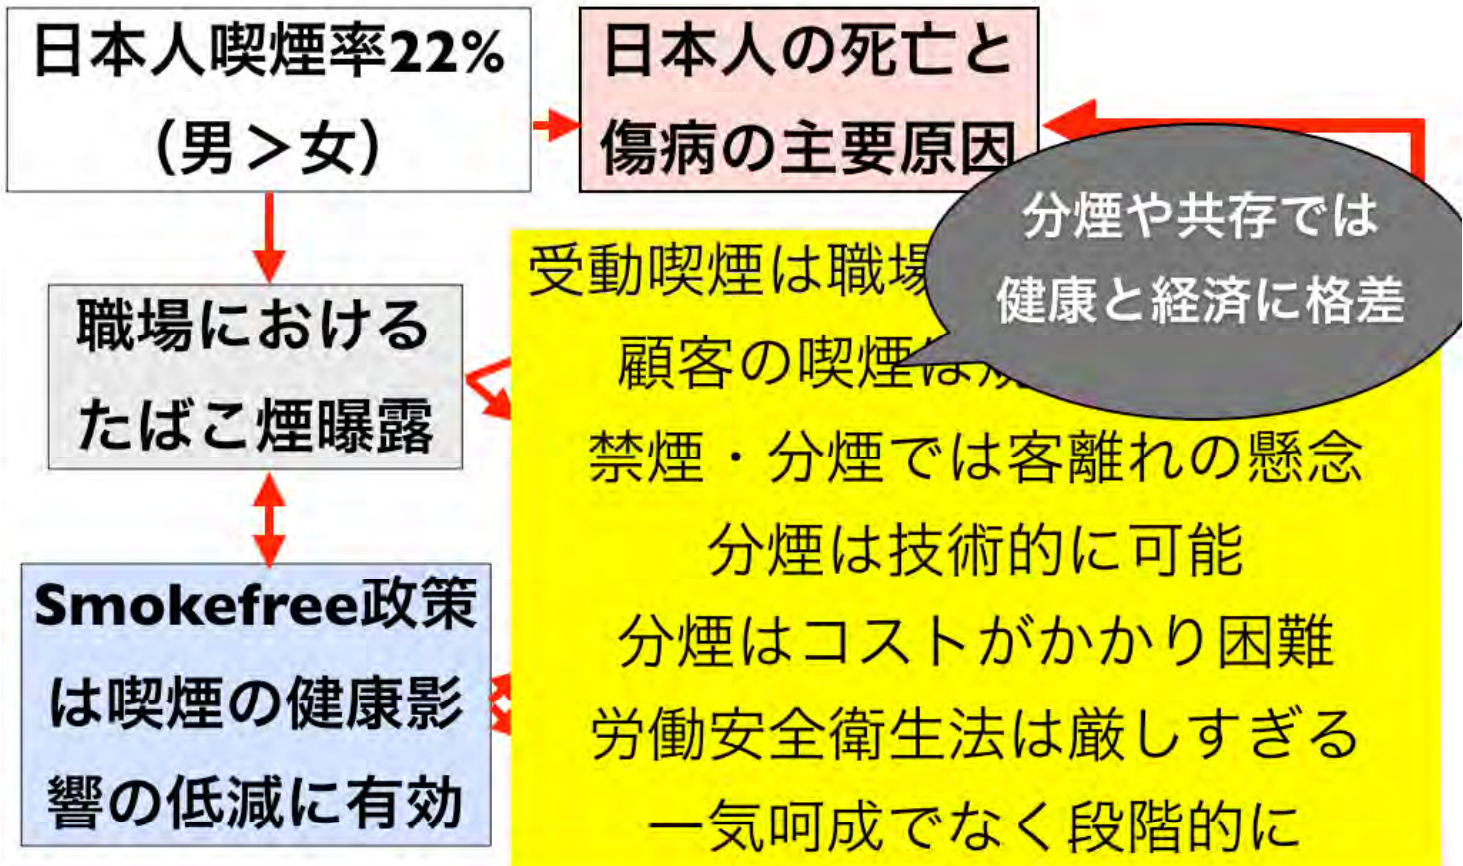 日本人喫煙率22%
（男＞女）
日本人の死亡と
傷病の主要原因
分煙や共存では
健康と経済に格差
職場における
たばこ煙曝露
Smokefree政策
は喫煙の健康影
響の低減に有効
受動喫煙は職場
顧客の喫煙は
禁煙・分煙では客離れの懸念
分煙は技術的に可能
分煙はコストがかかり困難
労働安全衛生法は厳しすぎる
一気呵成でなく段階的に